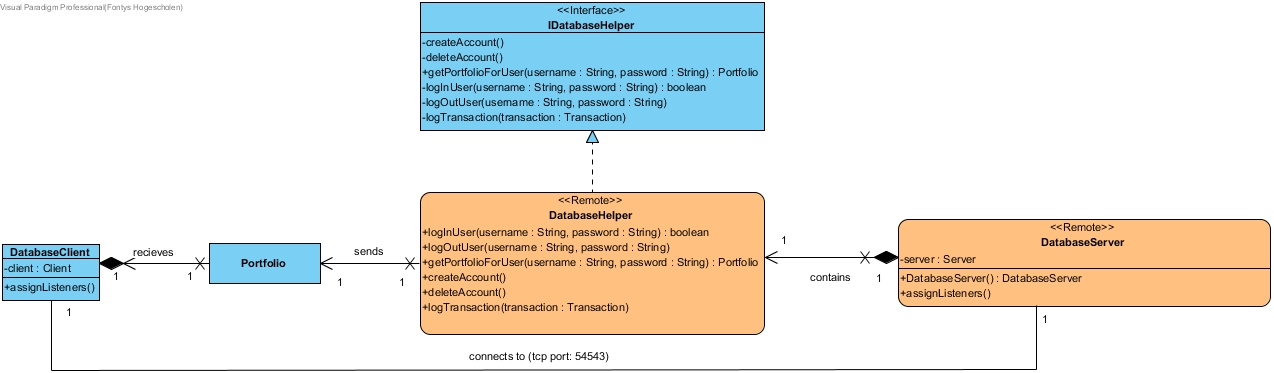 Visual Paradigm Professional(Fontys Hogescholen)
<<Interface>>
IDatabaseHelper
-createAccount()
-deleteAccount()
+getPortfolioForUser(username : String, password : String) : Portfolio
-logInUser(username : String, password : String) : boolean
-logOutUser(username : String, password : String)
-logTransaction(transaction : Transaction)
<<Remote>>
DatabaseHelper
+logInUser(username : String, password : String) : boolean
+logOutUser(username : String, password : String)
+getPortfolioForUser(username : String, password : String) : Portfolio
+createAccount()
+deleteAccount()
+logTransaction(transaction : Transaction)
DatabaseClient
-client : Client
+assignListeners()
recieves
1
1
Portfolio
sends
1
1
1
contains
1
<<Remote>>
DatabaseServer
-server : Server
+DatabaseServer() : DatabaseServer
+assignListeners()
1
1
connects to (tcp port: 54543)